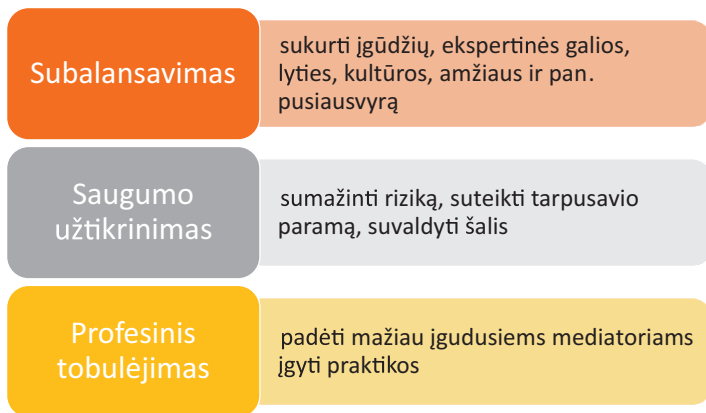 Subalansavimas
sukurti įgūdžių, ekspertinės galios,
lyties, kultūros, amžiaus ir pan.
pusiausvyrą
Saugumo
užtikrinimas
sumažinti riziką, suteikti tarpusavio
paramą, suvaldyti šalis
Profesinis
tobulėjimas
padėti mažiau įgudusiems mediatoriams
įgyti praktikos